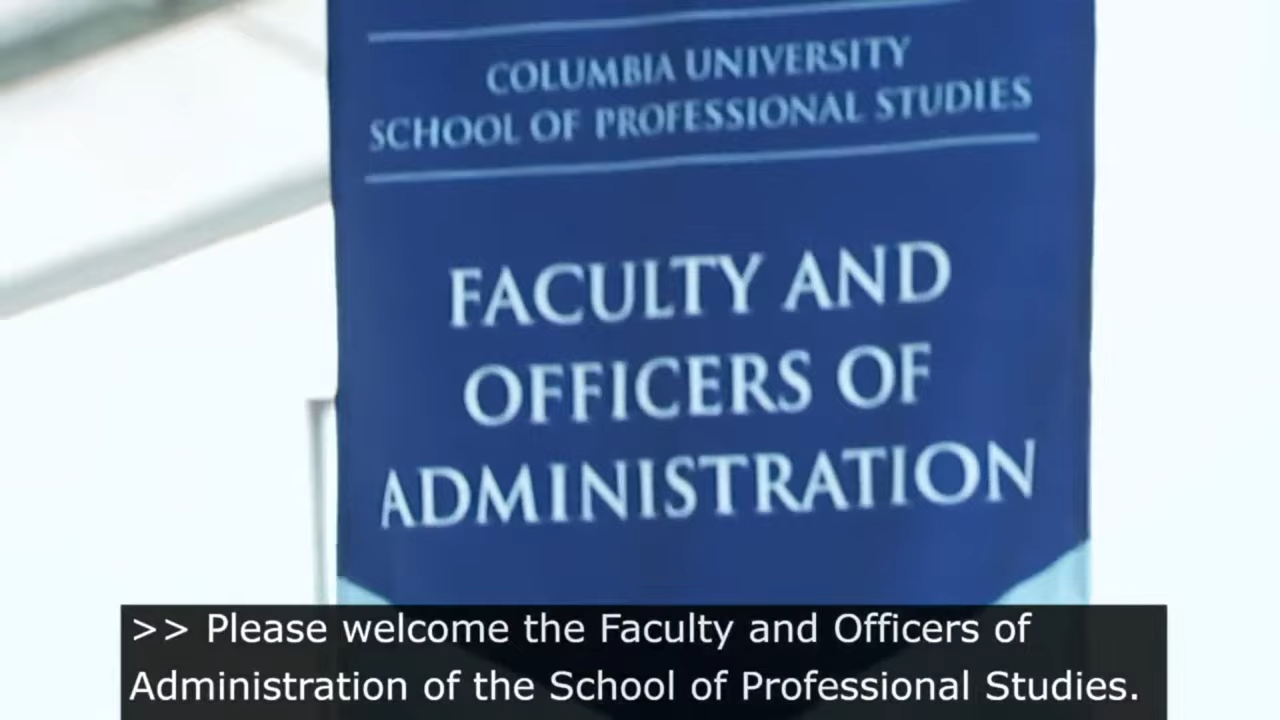 COLUMBIA UNIVERSITY
SCHOOL OF PROFESSIONAL STUDIES
FACULTY AND
OFFICERS OF
ADMINISTRATION
>> Please welcome the Faculty and Officers of
Administration of the School of Professional Studies.